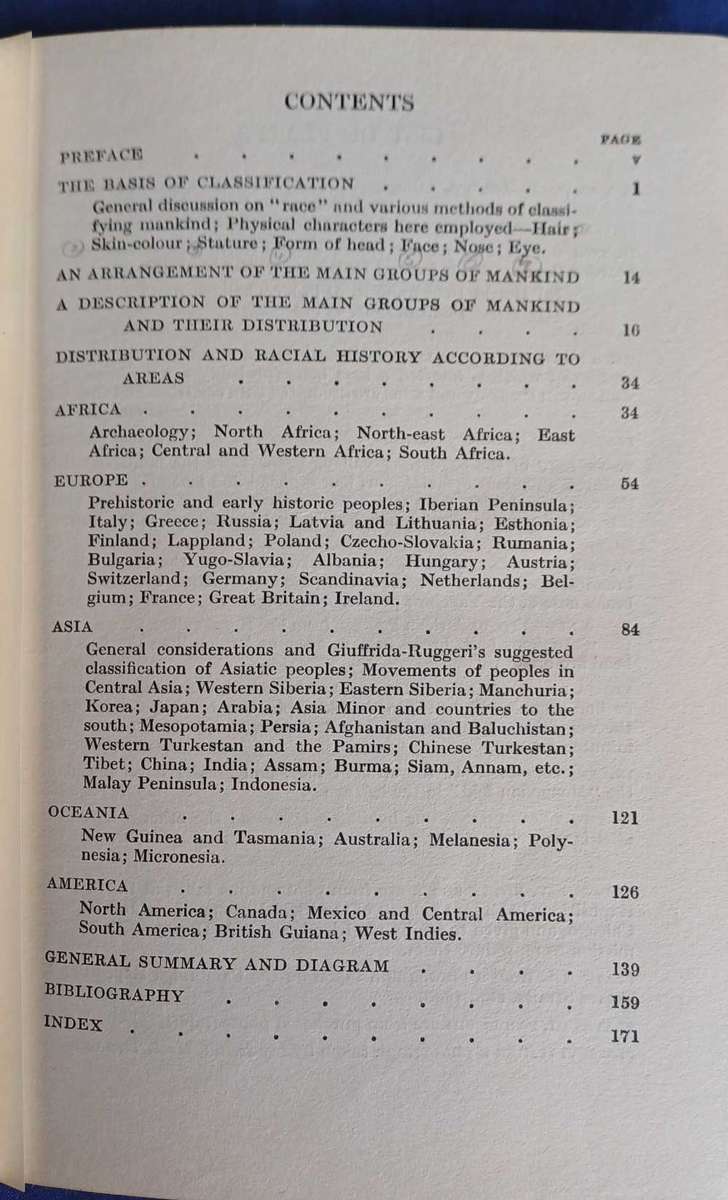 CONTENTS
PAGE
PREFACE . . . . . . . . . v
THE BASIS OF CLASSIFICATION . . . . . 1
General discussion on "race" and various methods of classi-
fying mankind; Physical characters here employed—Hair;
Skin-colour; Stature; Form of head; Face; Nose; Eye.
AN ARRANGEMENT OF THE MAIN GROUPS OF MANKIND 14
A DESCRIPTION OF THE MAIN GROUPS OF MANKIND
AND THEIR DISTRIBUTION . . . . 16
DISTRIBUTION AND RACIAL HISTORY ACCORDING TO
AREAS . . . . . . . . 34
AFRICA . . . . . . . . . . 34
Archaeology; North Africa; North-east Africa; East
Africa; Central and Western Africa; South Africa.
EUROPE . . . . . . . . . . 54
Prehistoric and early historic peoples; Iberian Peninsula;
Italy; Greece; Russia; Latvia and Lithuania; Esthonia;
Finland; Lappland; Poland; Czecho-Slovakia; Rumania;
Bulgaria; Yugo-Slavia; Albania; Hungary; Austria;
Switzerland; Germany; Scandinavia; Netherlands; Bel-
gium; France; Great Britain; Ireland.
ASIA . . . . . . . . . . 84
General considerations and Giuffrida-Ruggeri's suggested
classification of Asiatic peoples; Movements of peoples in
Central Asia; Western Siberia; Eastern Siberia; Manchuria;
Korea; Japan; Arabia; Asia Minor and countries to the
south; Mesopotamia; Persia; Afghanistan and Baluchistan;
Western Turkestan and the Pamirs; Chinese Turkestan;
Tibet; China; India; Assam; Burma; Siam, Annam, etc.;
Malay Peninsula; Indonesia.
OCEANIA . . . . . . . . . 121
New Guinea and Tasmania; Australia; Melanesia; Poly-
nesia; Micronesia.
AMERICA . . . . . . . . . 126
North America; Canada; Mexico and Central America;
South America; British Guiana; West Indies.
GENERAL SUMMARY AND DIAGRAM . . . . 139
BIBLIOGRAPHY . . . . . . . . 159
INDEX . . . . . . . . . . 171